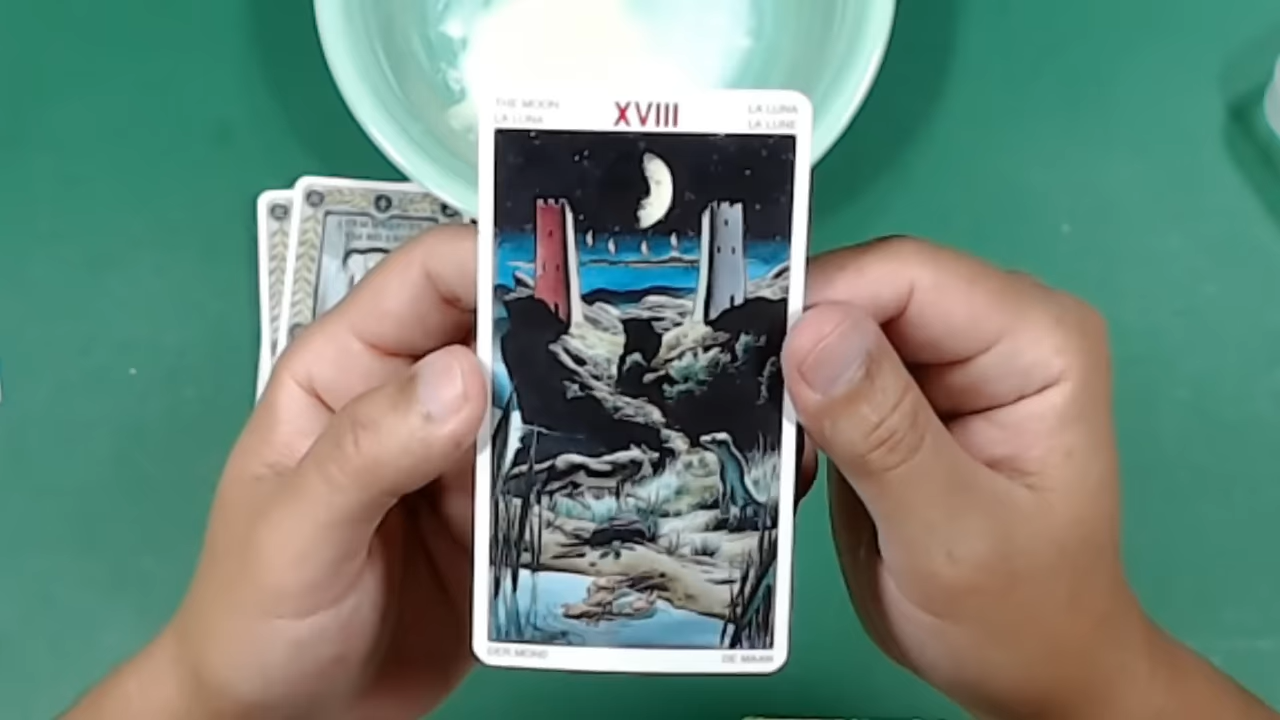 THE MOON
LA LUNA
XVIII
LA LUNA
LA LUNE
DER MOND
DE MAAN